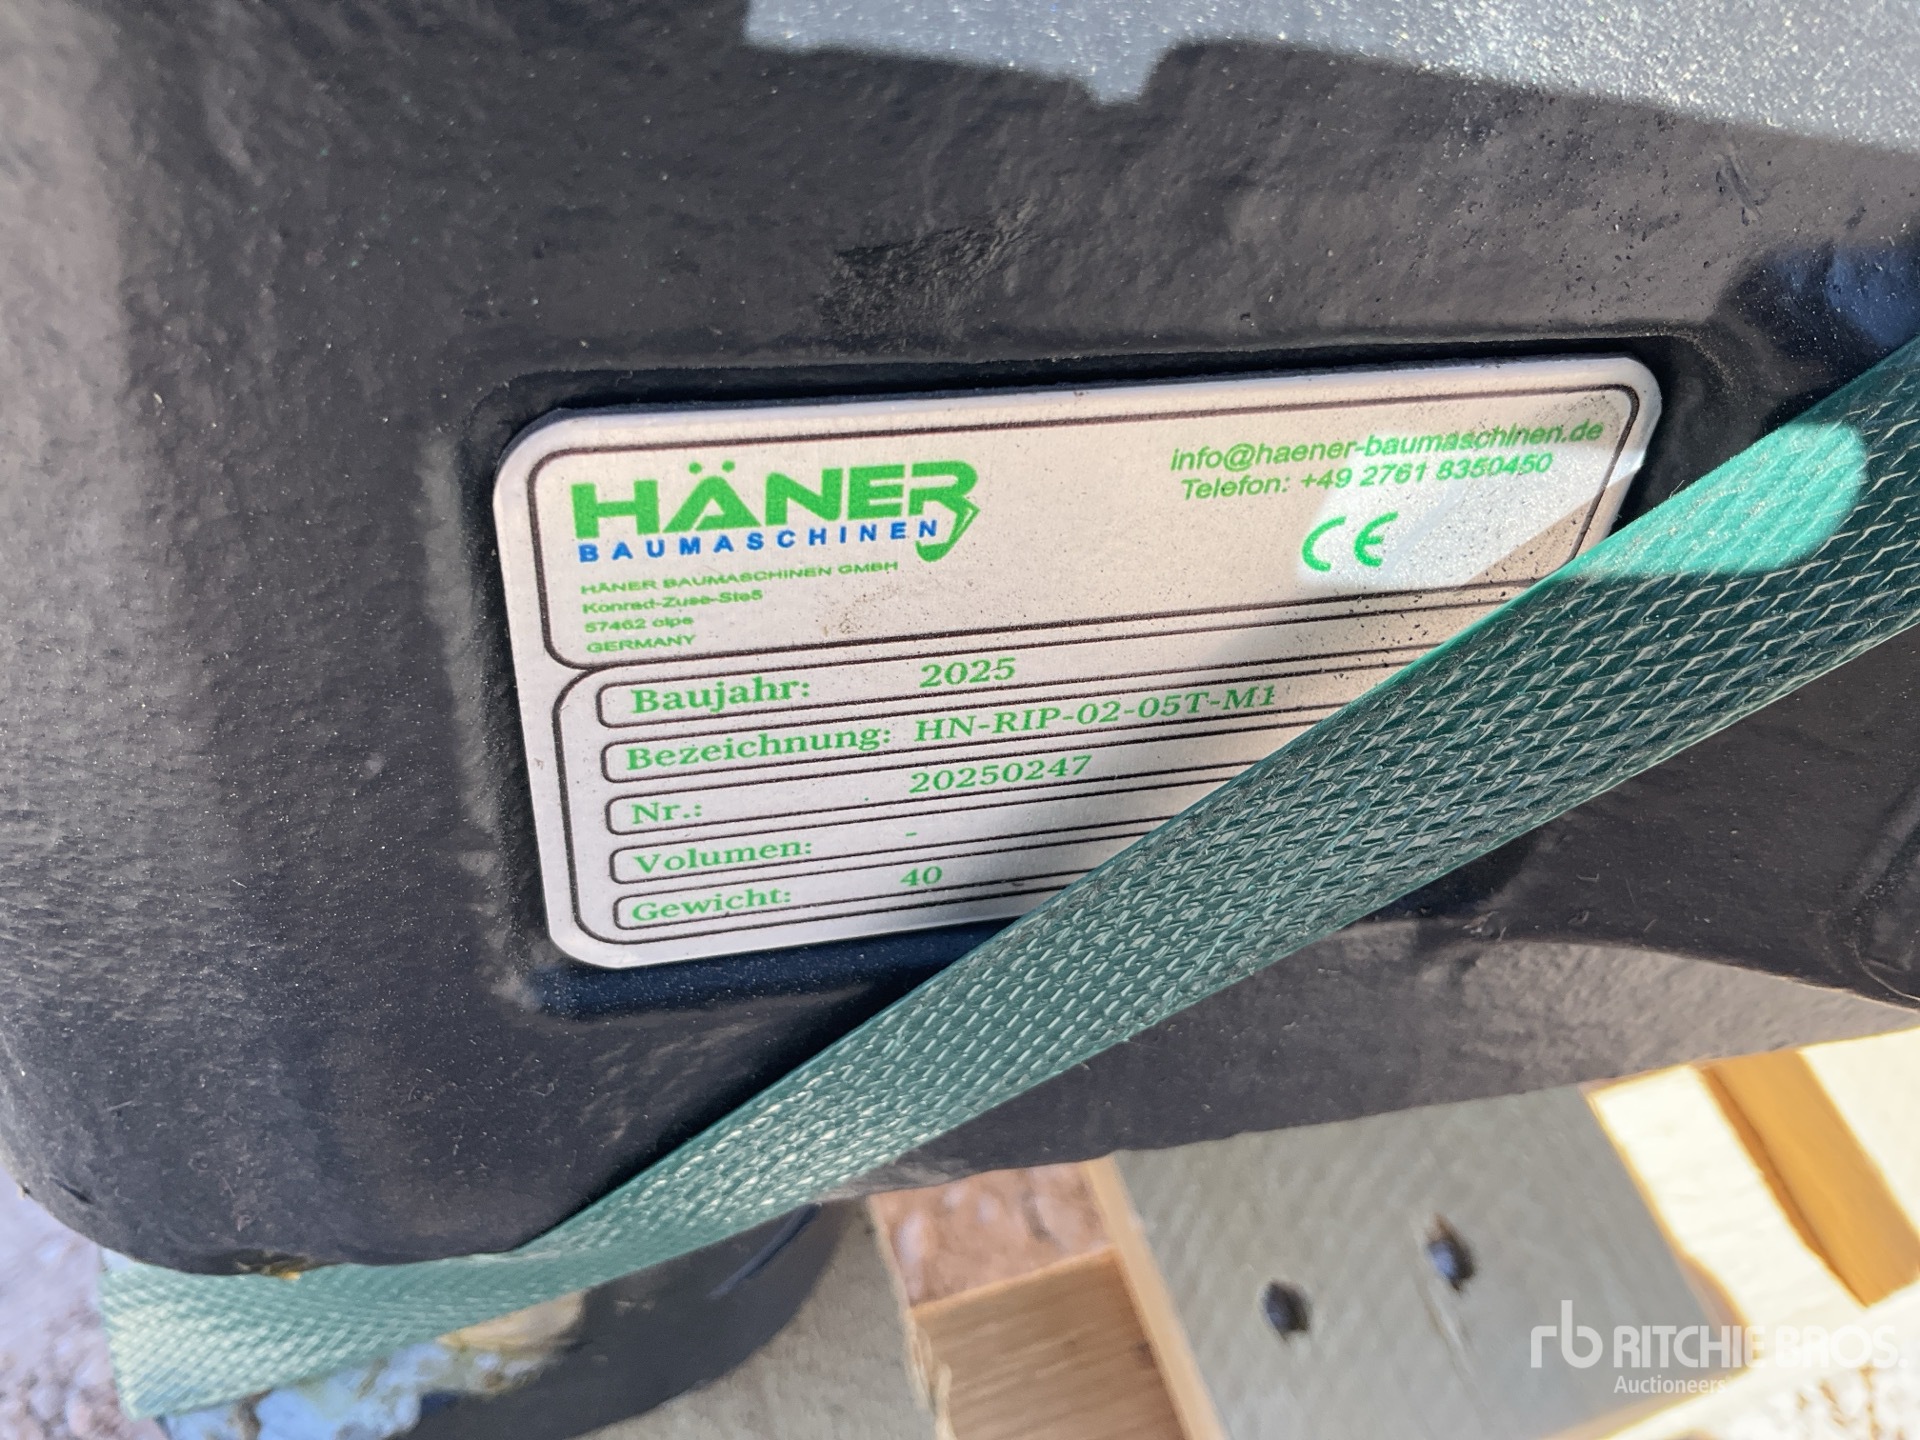 HÄNER
BAUMASCHINEN
HÄNER BAUMASCHINEN GMBH
Konrad-Zuse-Ste5
57462 olpe
GERMANY
info@haener-baumaschinen.de
Telefon: +49 2761 8350450
CE
Baujahr: 2025
Bezeichnung: HN-RIP-02-05T-M1
Nr.: 20250247
Volumen: -
Gewicht: 40
rb RITCHIE BROS.
Auctioneers